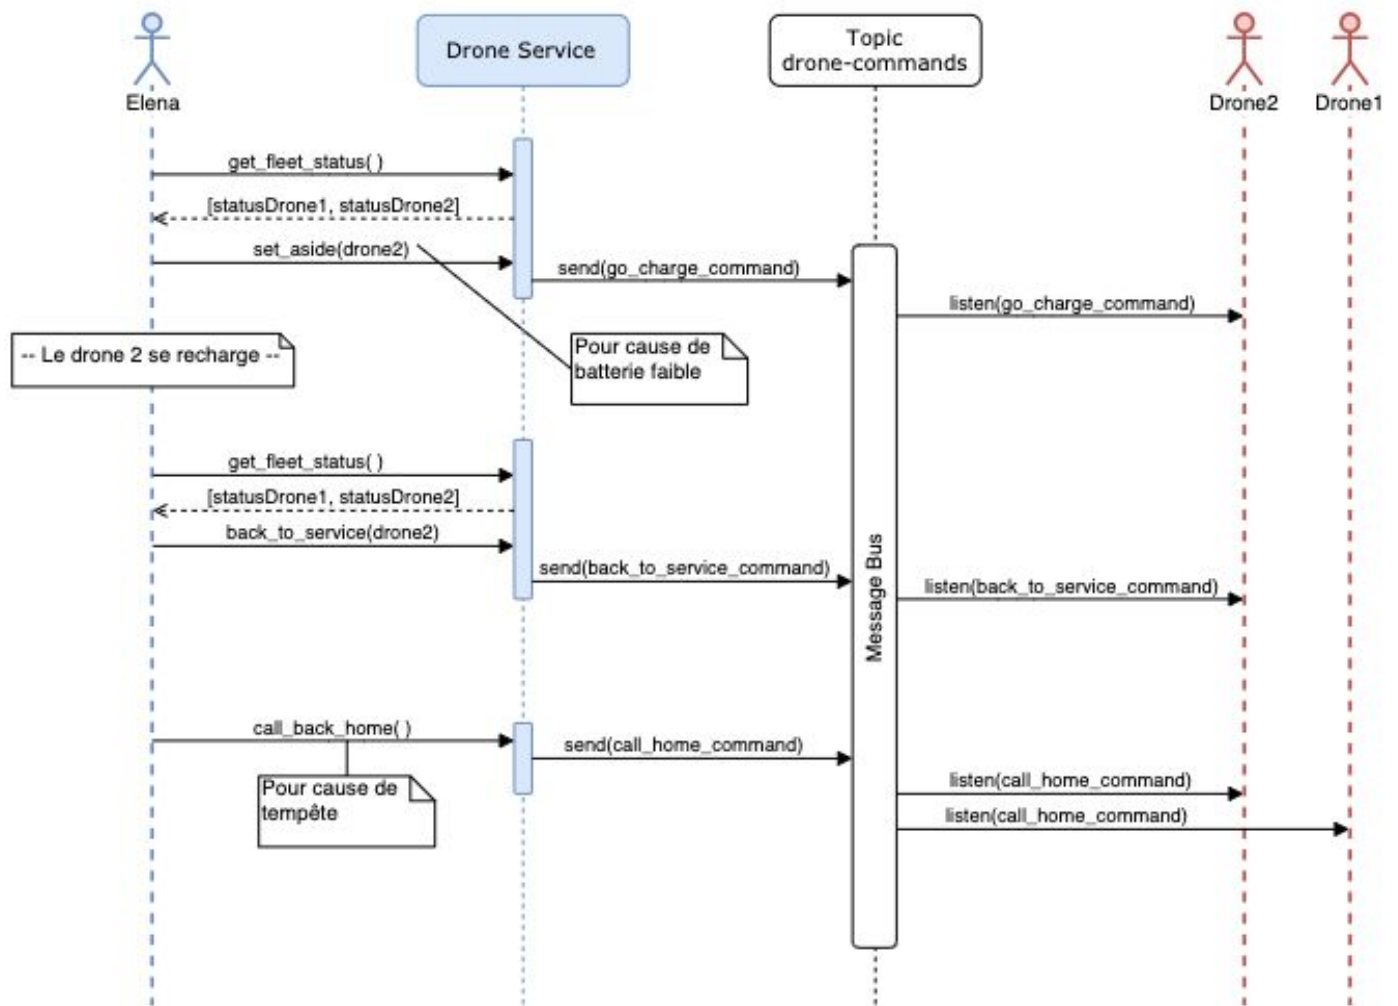 Drone Service
Topic
drone-commands
Elena
Drone2
Drone1
get_fleet_status( )
[statusDrone1, statusDrone2]
set_aside(drone2)
send(go_charge_command)
listen(go_charge_command)
-- Le drone 2 se recharge --
Pour cause de
batterie faible
get_fleet_status( )
[statusDrone1, statusDrone2]
back_to_service(drone2)
send(back_to_service_command)
listen(back_to_service_command)
Message Bus
call_back_home( )
send(call_home_command)
Pour cause de
tempête
listen(call_home_command)
listen(call_home_command)